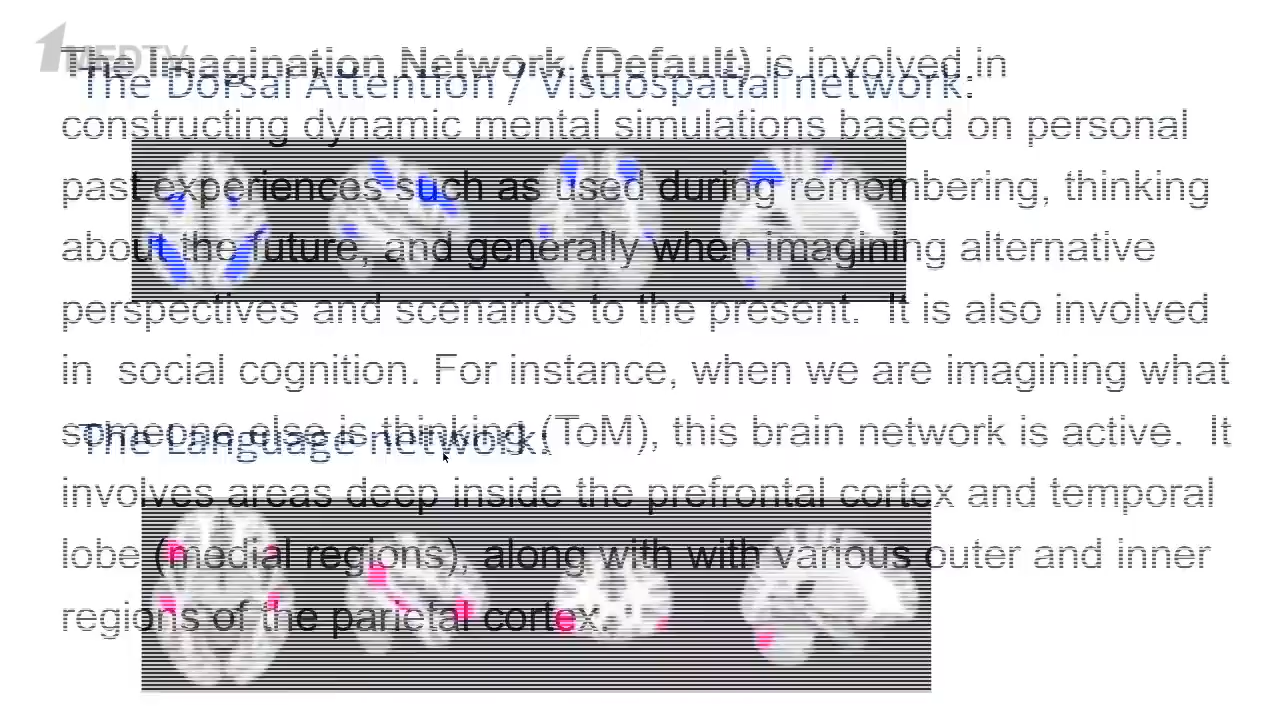 1MEDTV
The Imagination Network (Default) is involved in
The Dorsal Attention / Visuospatial network:
constructing dynamic mental simulations based on personal
past experiences such as used during remembering, thinking
about the future, and generally when imagining alternative
perspectives and scenarios to the present. It is also involved
in social cognition. For instance, when we are imagining what
someone else is thinking (ToM), this brain network is active. It
The Language network:
involves areas deep inside the prefrontal cortex and temporal
lobe (medial regions), along with with various outer and inner
regions of the parietal cortex.